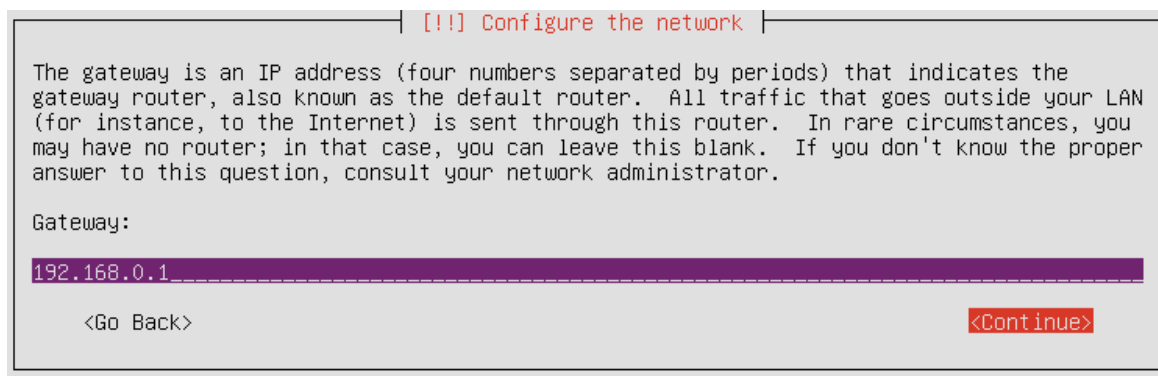 [!!] Configure the network
The gateway is an IP address (four numbers separated by periods) that indicates the
gateway router, also known as the default router.  All traffic that goes outside your LAN
(for instance, to the Internet) is sent through this router.  In rare circumstances, you
may have no router; in that case, you can leave this blank.  If you don't know the proper
answer to this question, consult your network administrator.
Gateway:
192.168.0.1
<Go Back> <Continue>